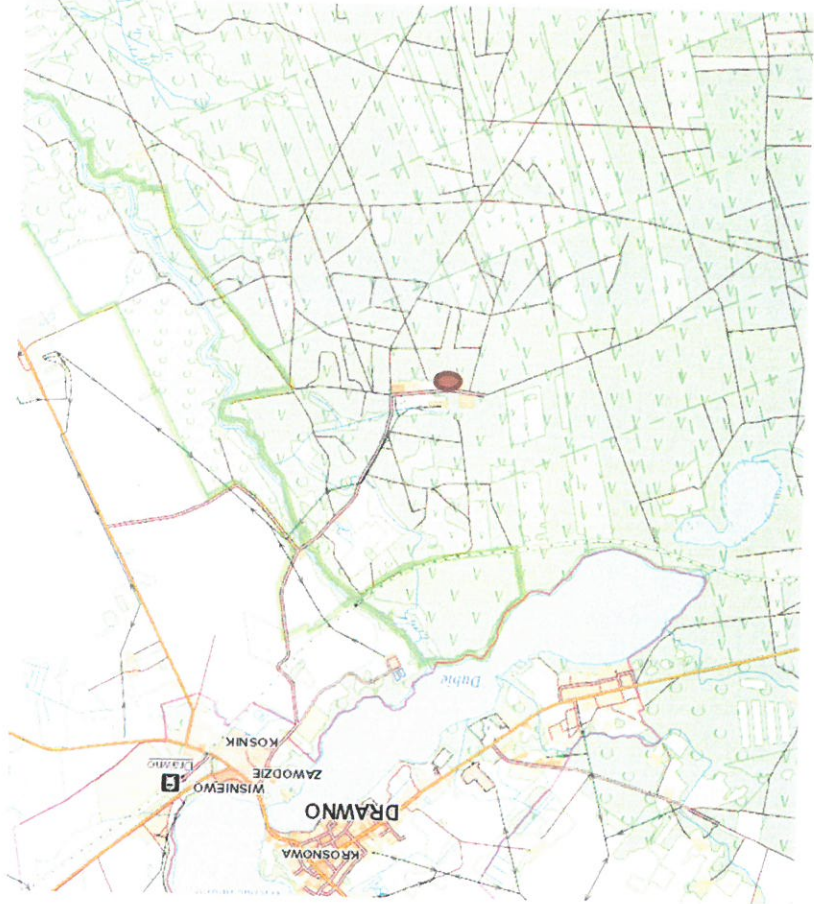 KROSNOWA
DRAWNO
ZAWODZIE
WISNIEWO
Drawno
KOSNIK
Dubie